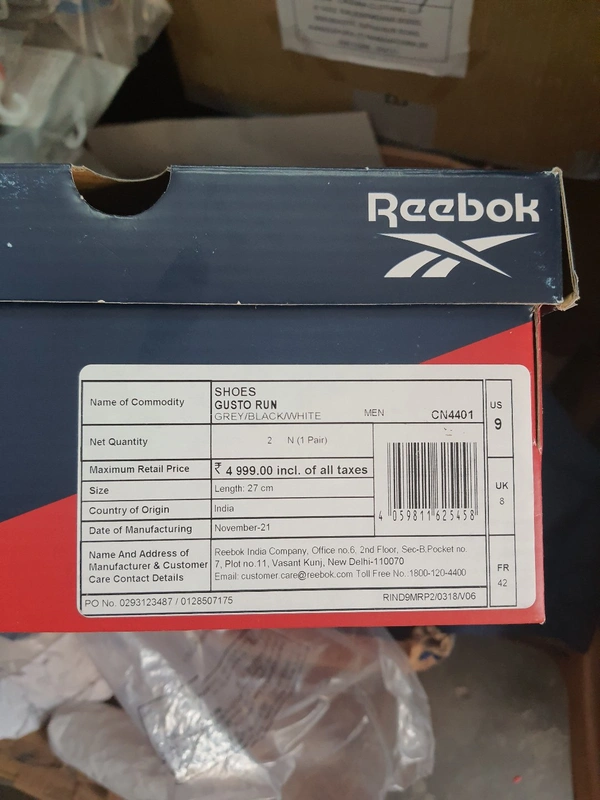 Reebok
Name of Commodity
SHOES
GUSTO RUN
GREY/BLACK/WHITE MEN CN4401
US
9
Net Quantity 2 N (1 Pair)
Maximum Retail Price ₹ 4 999.00 incl. of all taxes
Size Length: 27 cm
UK
8
Country of Origin India
4 059811 625458
Date of Manufacturing November-21
Name And Address of
Manufacturer & Customer
Care Contact Details
Reebok India Company, Office no.6, 2nd Floor, Sec-B.Pocket no.
7, Plot no.11, Vasant Kunj, New Delhi-110070
Email: customer.care@reebok.com Toll Free No..1800-120-4400
FR
42
PO No. 0293123487 / 0128507175 RIND9MRP2/0318/V06